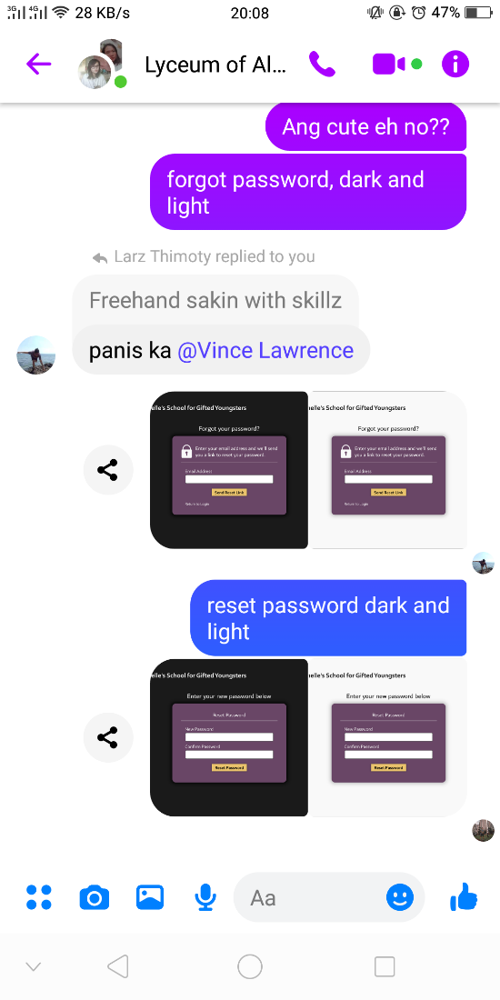 3G 4G 28 KB/s 20:08 47%
Lyceum of Al...
Ang cute eh no??
forgot password, dark and
light
Larz Thimoty replied to you
Freehand sakin with skillz
panis ka @Vince Lawrence
elle's School for Gifted Youngsters
Forgot your password?
Enter your email address and we'll send
you a link to reset your password.
Email Address
Send Reset Link
Return to Login
elle's School for Gifted Youngsters
Forgot your password?
Enter your email address and we'll send
you a link to reset your password.
Email Address
Send Reset Link
Return to Login
reset password dark and
light
elle's School for Gifted Youngsters
Enter your new password below
Reset Password
New Password
Confirm Password
Reset Password
elle's School for Gifted Youngsters
Enter your new password below
Reset Password
New Password
Confirm Password
Reset Password
Aa